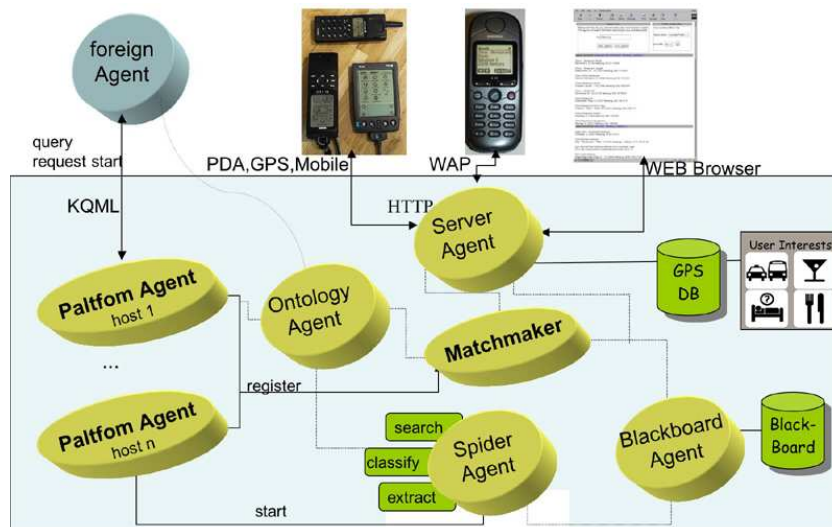 foreign
Agent
query
request start
PDA,GPS,Mobile
WAP
WEB Browser
KQML
HTTP
Server
Agent
User Interests
GPS
DB
Paltfom Agent
host 1
Ontology
Agent
Matchmaker
...
register
Paltfom Agent
host n
search
classify
extract
Spider
Agent
Blackboard
Agent
Black-
Board
start